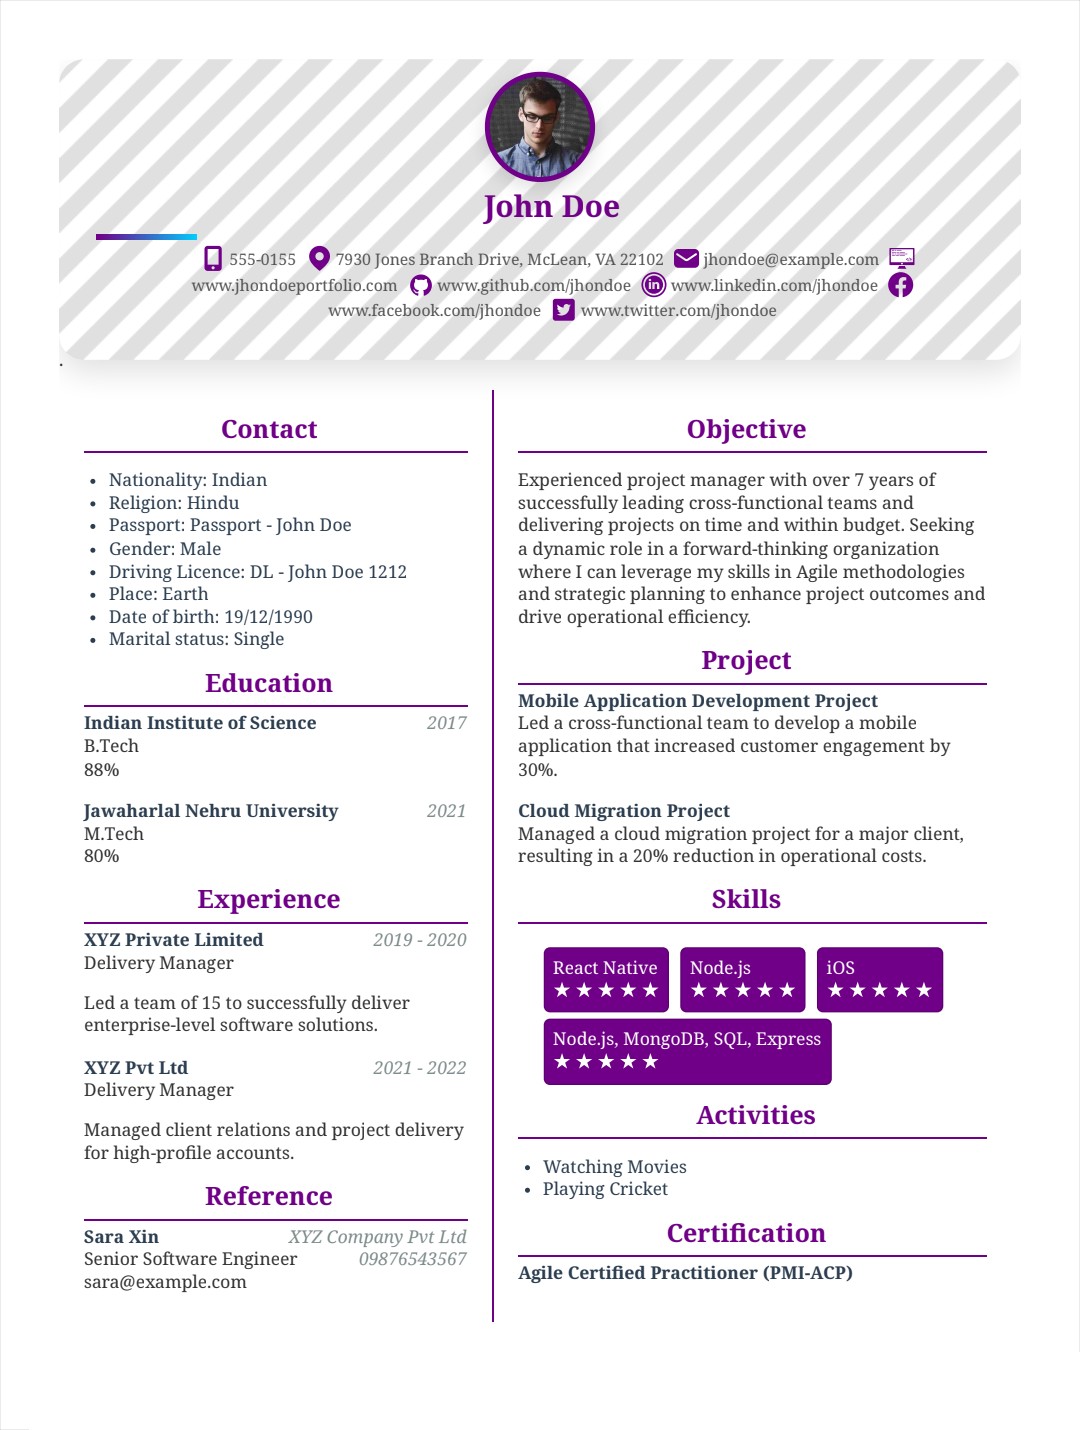 John Doe
555-0155 7930 Jones Branch Drive, McLean, VA 22102 jhondoe@example.com
www.jhondoeportfolio.com www.github.com/jhondoe www.linkedin.com/jhondoe
www.facebook.com/jhondoe www.twitter.com/jhondoe
.
Contact
• Nationality: Indian
• Religion: Hindu
• Passport: Passport - John Doe
• Gender: Male
• Driving Licence: DL - John Doe 1212
• Place: Earth
• Date of birth: 19/12/1990
• Marital status: Single
Education
Indian Institute of Science 2017
B.Tech
88%
Jawaharlal Nehru University 2021
M.Tech
80%
Experience
XYZ Private Limited 2019 - 2020
Delivery Manager
Led a team of 15 to successfully deliver
enterprise-level software solutions.
XYZ Pvt Ltd 2021 - 2022
Delivery Manager
Managed client relations and project delivery
for high-profile accounts.
Reference
Sara Xin XYZ Company Pvt Ltd
Senior Software Engineer 09876543567
sara@example.com
Objective
Experienced project manager with over 7 years of
successfully leading cross-functional teams and
delivering projects on time and within budget. Seeking
a dynamic role in a forward-thinking organization
where I can leverage my skills in Agile methodologies
and strategic planning to enhance project outcomes and
drive operational efficiency.
Project
Mobile Application Development Project
Led a cross-functional team to develop a mobile
application that increased customer engagement by
30%.
Cloud Migration Project
Managed a cloud migration project for a major client,
resulting in a 20% reduction in operational costs.
Skills
React Native Node.js iOS
★ ★ ★ ★ ★ ★ ★ ★ ★ ★ ★ ★ ★ ★ ★
Node.js, MongoDB, SQL, Express
★ ★ ★ ★ ★
Activities
• Watching Movies
• Playing Cricket
Certification
Agile Certified Practitioner (PMI-ACP)